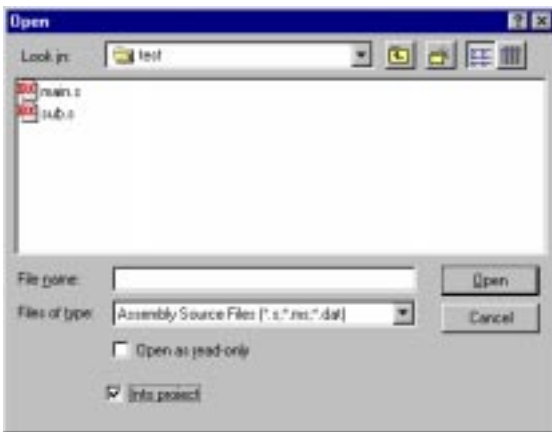 Open
Look in: test
main.s
sub.s
File name:
Open
Files of type: Assembly Source Files (*.s;*.ms;*.dat)
Cancel
Open as read-only
Into project